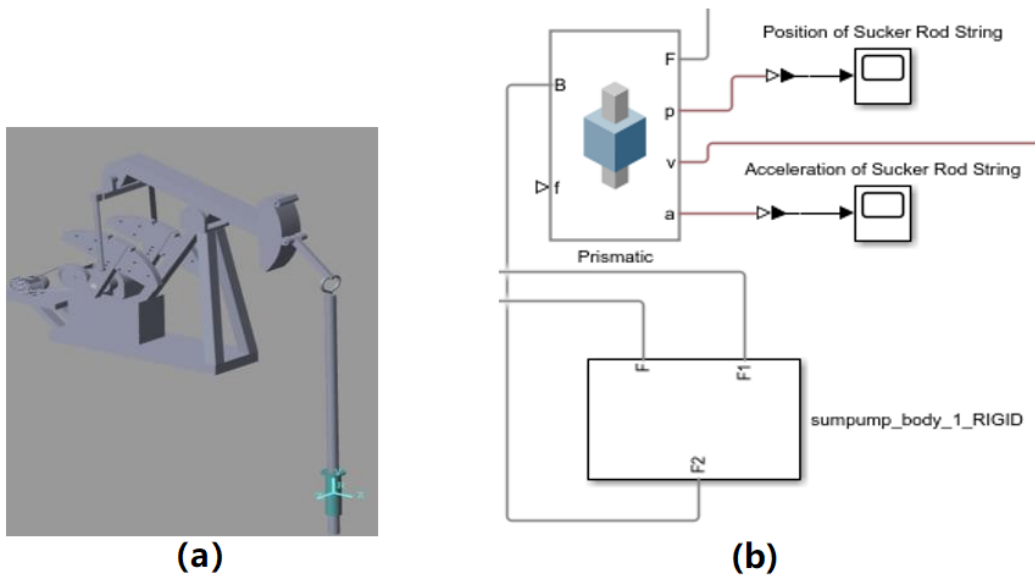 Position of Sucker Rod String
F
B
p
v
f
Acceleration of Sucker Rod String
a
Prismatic
F
F1
sumpump_body_1_RIGID
F2
(a)
(b)